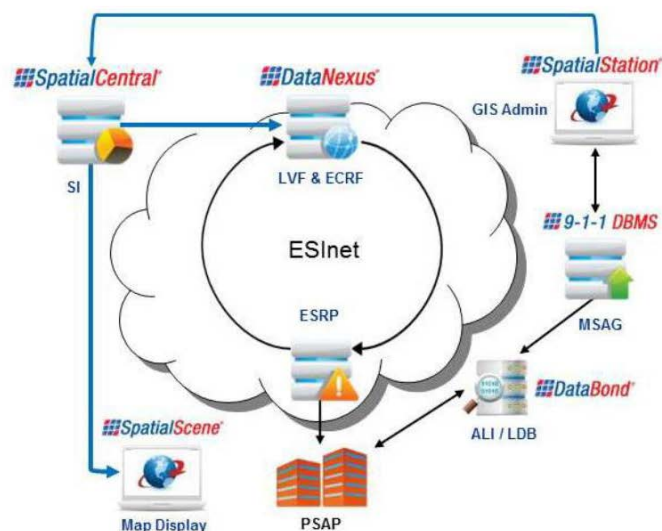 SpatialCentral®
DataNexus®
SpatialStation®
GIS Admin
SI
LVF & ECRF
9-1-1 DBMS
ESInet
MSAG
ESRP
DataBond®
ALI / LDB
SpatialScene®
Map Display
PSAP